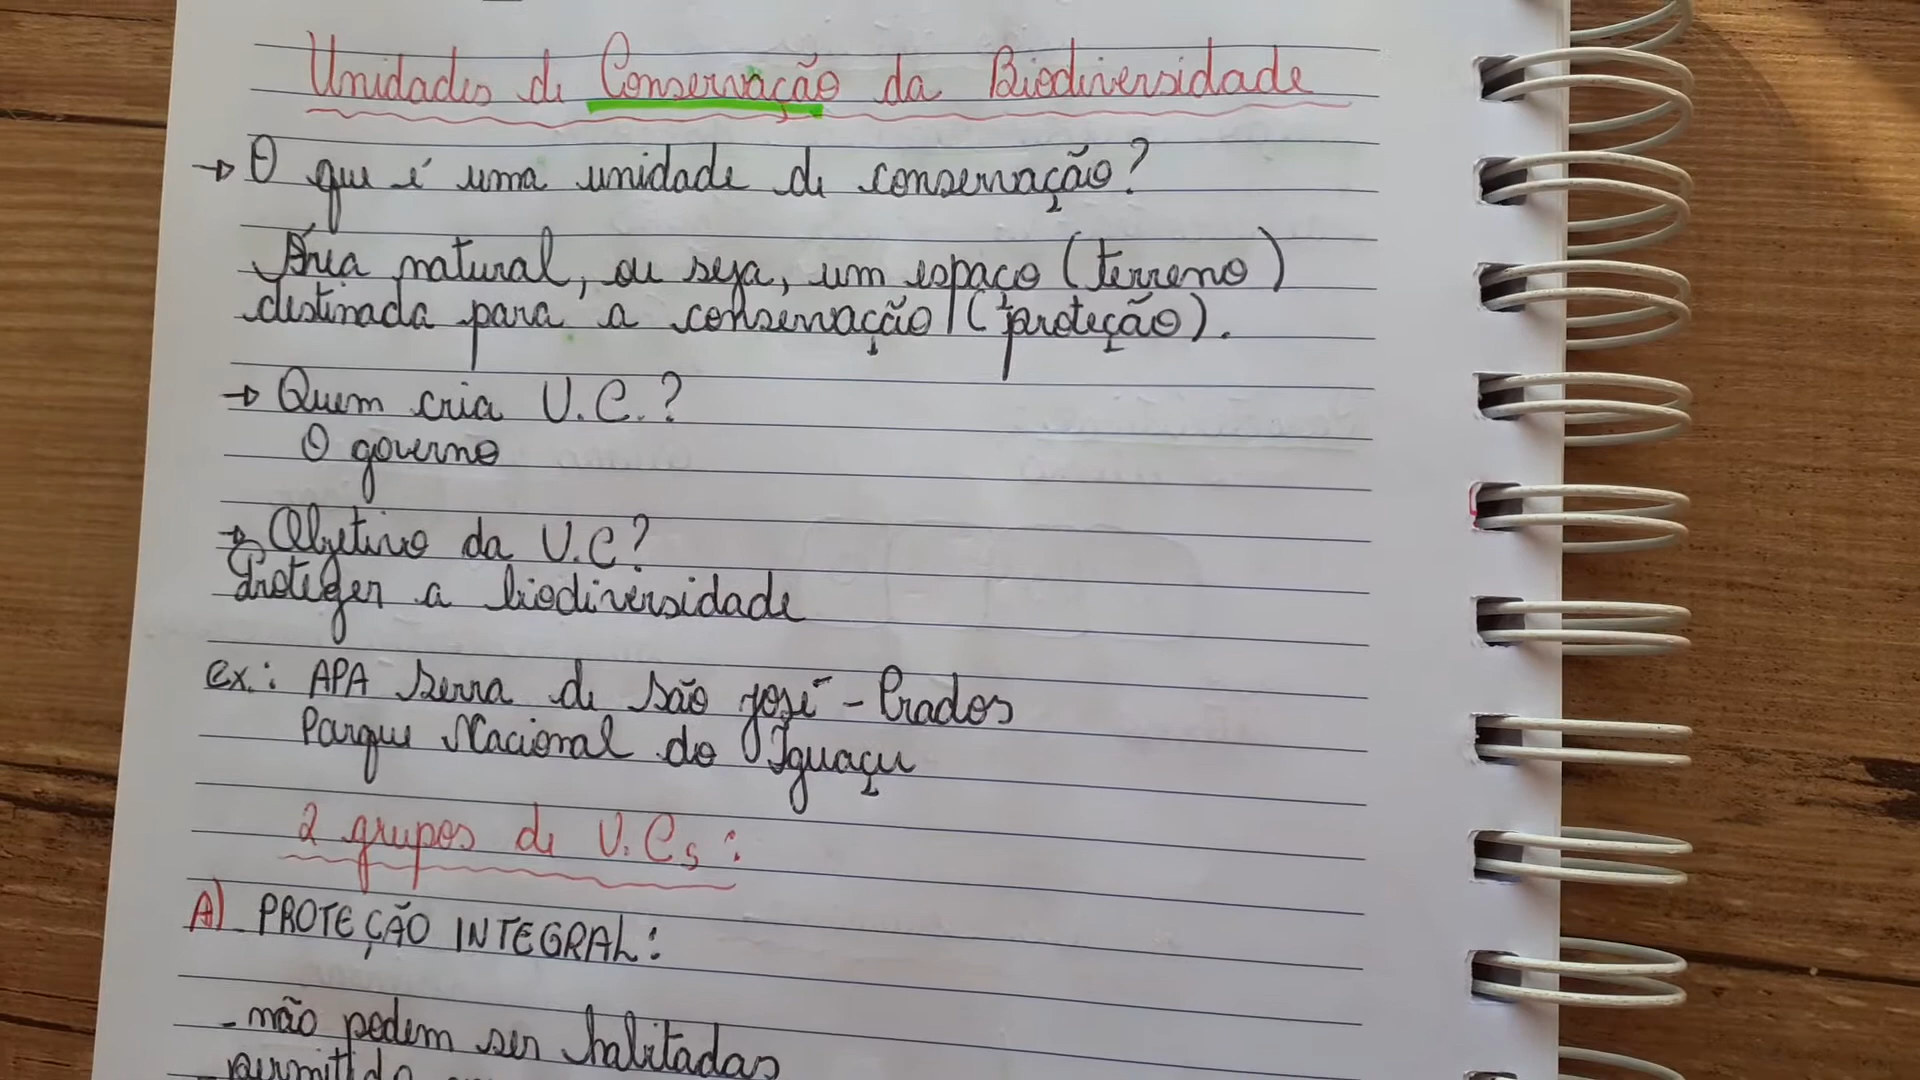 Unidades de Conservação da Biodiversidade
→ O que é uma unidade de conservação?
Área natural, ou seja, um espaço (terreno)
destinada para a conservação (proteção).
→ Quem cria U.C.?
O governo
→ Objetivo da U.C?
Proteger a biodiversidade
Ex.: APA Serra de São José - Prados
Parque Nacional do Iguaçu
2 grupos de U.Cs:
A) PROTEÇÃO INTEGRAL:
- não podem ser habitadas
- permitido